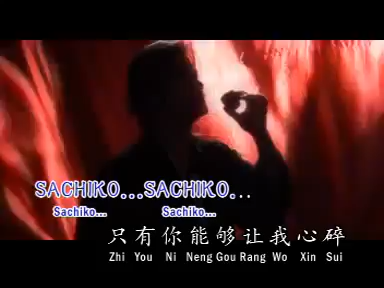 SACHIKO...SACHIKO...
Sachiko... Sachiko...
只有你能够让我心碎
Zhi You Ni Neng Gou Rang Wo Xin Sui